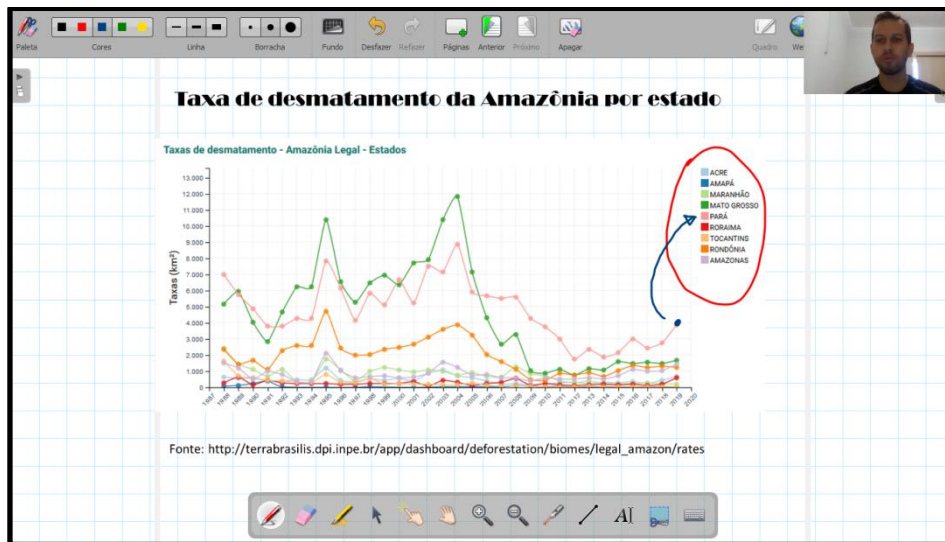 Paleta
Cores
Linha
Borracha
Fundo
Desfazer
Refazer
Páginas
Anterior
Próximo
Apagar
Quadro
We
Taxa de desmatamento da Amazônia por estado
Taxas de desmatamento - Amazônia Legal - Estados
Taxas (km²)
13.000
12.000
11.000
10.000
9.000
8.000
7.000
6.000
5.000
4.000
3.000
2.000
1.000
0
1987
1988
1989
1990
1991
1992
1993
1994
1995
1996
1997
1998
1999
2000
2001
2002
2003
2004
2005
2006
2007
2008
2009
2010
2011
2012
2013
2014
2015
2016
2017
2018
2019
2020
ACRE
AMAPÁ
MARANHÃO
MATO GROSSO
PARÁ
RORAIMA
TOCANTINS
RONDÔNIA
AMAZONAS
Fonte: http://terrabrasilis.dpi.inpe.br/app/dashboard/deforestation/biomes/legal_amazon/rates
AI